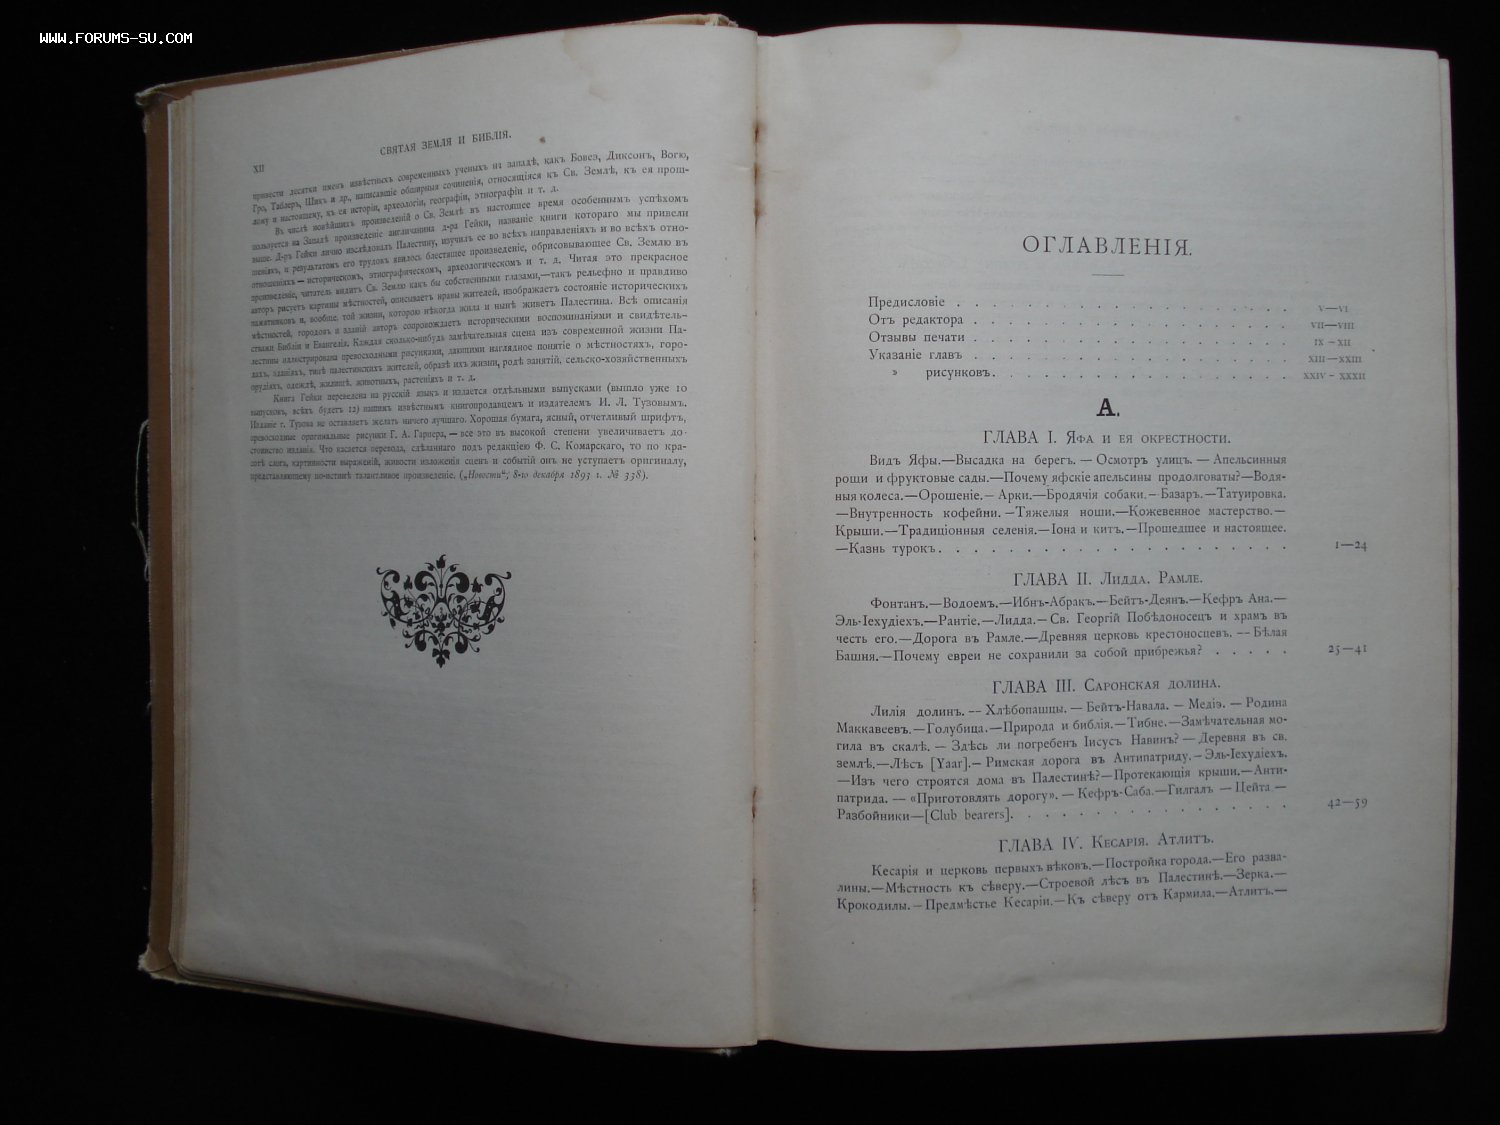 WWW.FORUMS-SU.COM
XII
СВЯТАЯ ЗЕМЛЯ И БИБЛІЯ.
привести десятки именъ извѣстныхъ современныхъ ученыхъ на западѣ, какъ Бовез, Диксонъ, Вогю,
Гро, Таблеръ, Шихъ и др., написавшіе обширныя сочиненія, относящіяся къ Св. Землѣ, къ ея прош-
лому и настоящему, къ ея исторіи, археологіи, географіи, этнографіи и т. д.
Въ числѣ новѣйшихъ произведеній о Св. Землѣ въ настоящее время особеннымъ успѣхомъ
пользуется на Западѣ произведеніе англичанина д-ра Гейки, названіе книги котораго мы привели
выше. Д-ръ Гейки лично изслѣдовалъ Палестину, изучилъ ее во всѣхъ направленіяхъ и во всѣхъ отно-
шеніяхъ, и результатомъ его трудовъ явилось блестящее произведеніе, обрисовывающее Св. Землю въ
отношеніяхъ — историческомъ, этнографическомъ, археологическомъ и т. д. Читая это прекрасное
произведеніе, читатель видитъ Св. Землю какъ бы собственными глазами,—такъ рельефно и правдиво
авторъ рисуетъ картины мѣстностей, описываетъ нравы жителей, изображаетъ состояніе историческихъ
памятниковъ и, вообще, той жизни, которою нѣкогда жила и нынѣ живетъ Палестина. Всѣ описанія
мѣстностей, городовъ и зданій авторъ сопровождаетъ историческими воспоминаніями и свидѣтель-
ствами Библіи и Евангелія. Каждая сколько-нибудь замѣчательная сцена изъ современной жизни Па-
лестины иллюстрирована превосходными рисунками, дающими наглядное понятіе о мѣстностяхъ, горо-
дахъ, зданіяхъ, типѣ палестинскихъ жителей, образѣ ихъ жизни, родѣ занятій, сельско-хозяйственныхъ
орудіяхъ, одеждѣ, жилищѣ, животныхъ, растеніяхъ и т. д.
Книга Гейки переведена на русскій языкъ и издается отдѣльными выпусками (вышло уже 10
выпусковъ, всѣхъ будетъ 12) нашимъ извѣстнымъ книгопродавцемъ и издателемъ И. Л. Тузовымъ.
Изданіе г. Тузова не оставляетъ желать ничего лучшаго. Хорошая бумага, ясный, отчетливый шрифтъ,
превосходные оригинальные рисунки Г. А. Гарпера, — все это въ высокой степени увеличиваетъ до-
стоинство изданія. Что касается перевода, сдѣланнаго подъ редакціею Ф. С. Комарскаго, то по кра-
сотѣ слога, картинности выраженій, живости изложенія сценъ и событій онъ не уступаетъ оригиналу,
представляющему по-истинѣ талантливое произведеніе. („Новости“; 8-го декабря 1893 г. № 338).
ОГЛАВЛЕНІЯ.
Предисловіе . . . . . . . . . . . . . . . . V—VI
Отъ редактора . . . . . . . . . . . . . . . . VII—VIII
Отзывы печати . . . . . . . . . . . . . . . . IX - XII
Указаніе главъ . . . . . . . . . . . . . . . . XIII—XXIII
» рисунковъ. . . . . . . . . . . . . . . . XXIV - XXXII
А.
ГЛАВА I. Яфа и ея окрестности.
Видъ Яфы.—Высадка на берегъ. — Осмотръ улицъ. — Апельсинныя
рощи и фруктовые сады.—Почему яфскіе апельсины продолговаты?—Водя-
ныя колеса.—Орошеніе.— Арки.—Бродячія собаки.— Базаръ.—Татуировка.
—Внутренность кофейни. —Тяжелыя ноши.—Кожевенное мастерство.—
Крыши.—Традиціонныя селенія.—Іона и китъ.—Прошедшее и настоящее.
—Казнь турокъ. . . . . . . . . . . . . . . . 1—24
ГЛАВА II. Лидда. Рамле.
Фонтанъ.—Водоемъ.—Ибнъ-Абракъ.—Бейтъ-Деянъ.—Кефръ Ана.—
Эль-Іехудіехъ.—Рантіе.—Лидда.— Св. Георгій Побѣдоносецъ и храмъ въ
честь его.—Дорога въ Рамле.—Древняя церковь крестоносцевъ. — Бѣлая
Башня.—Почему евреи не сохранили за собой прибрежья? . . . . . 25—41
ГЛАВА III. Саронская долина.
Лилія долинъ. — Хлѣбопашцы. — Бейтъ-Навала. — Медіэ. — Родина
Маккавеевъ.—Голубица.—Природа и библія.—Тибне.—Замѣчательная мо-
гила въ скалѣ. — Здѣсь ли погребенъ Іисусъ Навинъ? — Деревня въ св.
землѣ.—Лѣсъ [Yaar].— Римская дорога въ Антипатриду.—Эль-Іехудіехъ.
—Изъ чего строятся дома въ Палестинѣ?—Протекающія крыши.—Анти-
патрида. — «Приготовлять дорогу». — Кефръ-Саба.—Гилгалъ — Цейта —
Разбойники—[Club bearers]. . . . . . . . . . . . . 42—59
ГЛАВА IV. Кесарія. Атлитъ.
Кесарія и церковь первыхъ вѣковъ.—Постройка города.—Его разва-
лины.—Мѣстность къ сѣверу.—Строевой лѣсъ въ Палестинѣ.—Зерка.—
Крокодилы. — Предмѣстье Кесаріи.—Къ сѣверу отъ Кармила.—Атлитъ.—